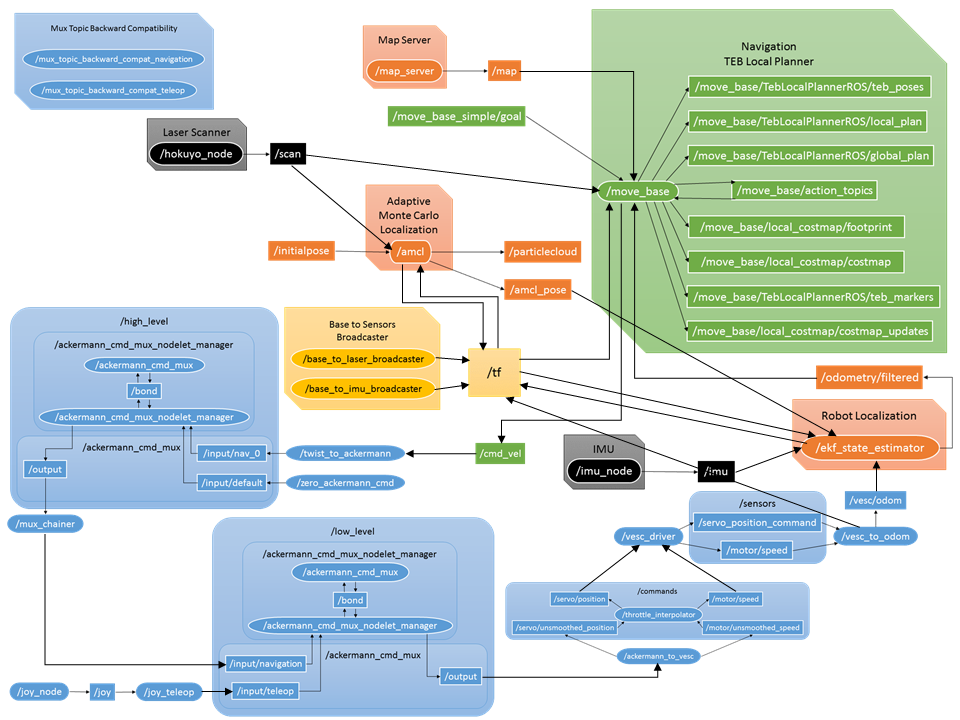 Mux Topic Backward Compatibility
/mux_topic_backward_compat_navigation
/mux_topic_backward_compat_teleop
Map Server
/map_server
/map
Navigation
TEB Local Planner
/move_base_simple/goal
/move_base/TebLocalPlannerROS/teb_poses
/move_base/TebLocalPlannerROS/local_plan
/move_base/TebLocalPlannerROS/global_plan
/move_base/action_topics
/move_base/local_costmap/footprint
/move_base/local_costmap/costmap
/move_base/TebLocalPlannerROS/teb_markers
/move_base/local_costmap/costmap_updates
/move_base
Laser Scanner
/hokuyo_node
/scan
Adaptive
Monte Carlo
Localization
/initialpose
/amcl
/particlecloud
/amcl_pose
Base to Sensors
Broadcaster
/base_to_laser_broadcaster
/base_to_imu_broadcaster
/tf
/odometry/filtered
Robot Localization
/ekf_state_estimator
/high_level
/ackermann_cmd_mux_nodelet_manager
/ackermann_cmd_mux
/bond
/ackermann_cmd_mux_nodelet_manager
/ackermann_cmd_mux
/input/nav_0
/output
/input/default
/twist_to_ackermann
/zero_ackermann_cmd
/cmd_vel
IMU
/imu_node
/imu
/mux_chainer
/vesc/odom
/sensors
/servo_position_command
/motor/speed
/vesc_driver
/vesc_to_odom
/low_level
/ackermann_cmd_mux_nodelet_manager
/ackermann_cmd_mux
/bond
/ackermann_cmd_mux_nodelet_manager
/ackermann_cmd_mux
/input/navigation
/output
/input/teleop
/commands
/servo/position
/motor/speed
/throttle_interpolator
/servo/unsmoothed_position
/motor/unsmoothed_speed
/ackermann_to_vesc
/joy_node
/joy
/joy_teleop